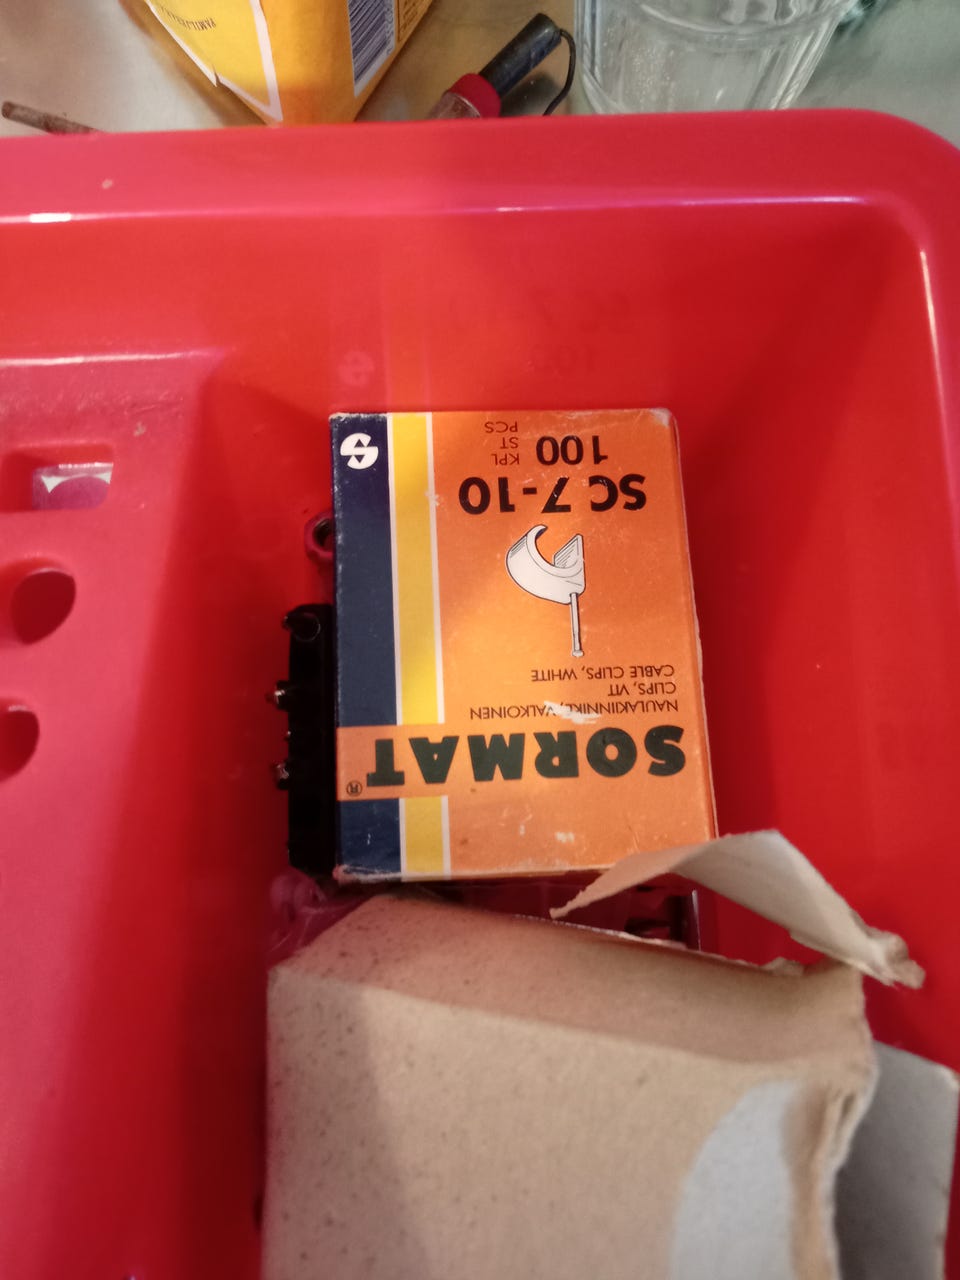 SORMAT®
NAULAKIINNIKE, VALKOINEN
CLIPS, VIT
CABLE CLIPS, WHITE
SC 7-10
100 KPL
ST
PCS